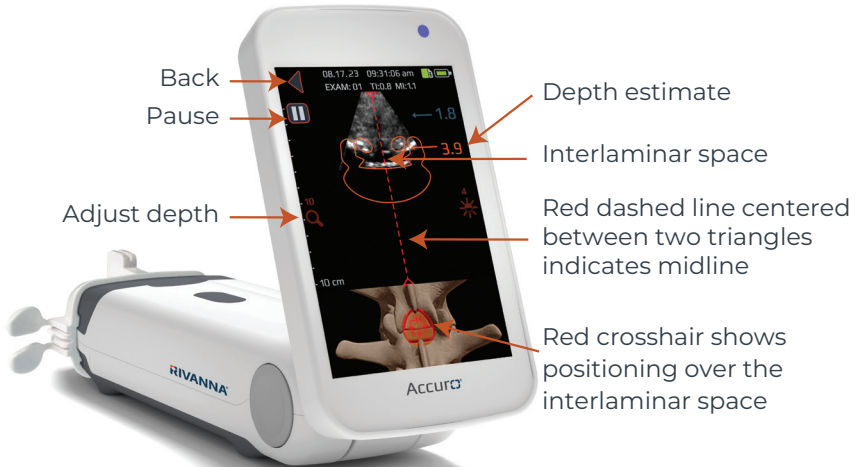 Back
Pause
Adjust depth
08.17.23 09:31:06 am
EXAM: 01 TI:0.8 MI:1.1
1.8
3.9
10
4
10 cm
RIVANNA
Accuro
Depth estimate
Interlaminar space
Red dashed line centered
between two triangles
indicates midline
Red crosshair shows
positioning over the
interlaminar space